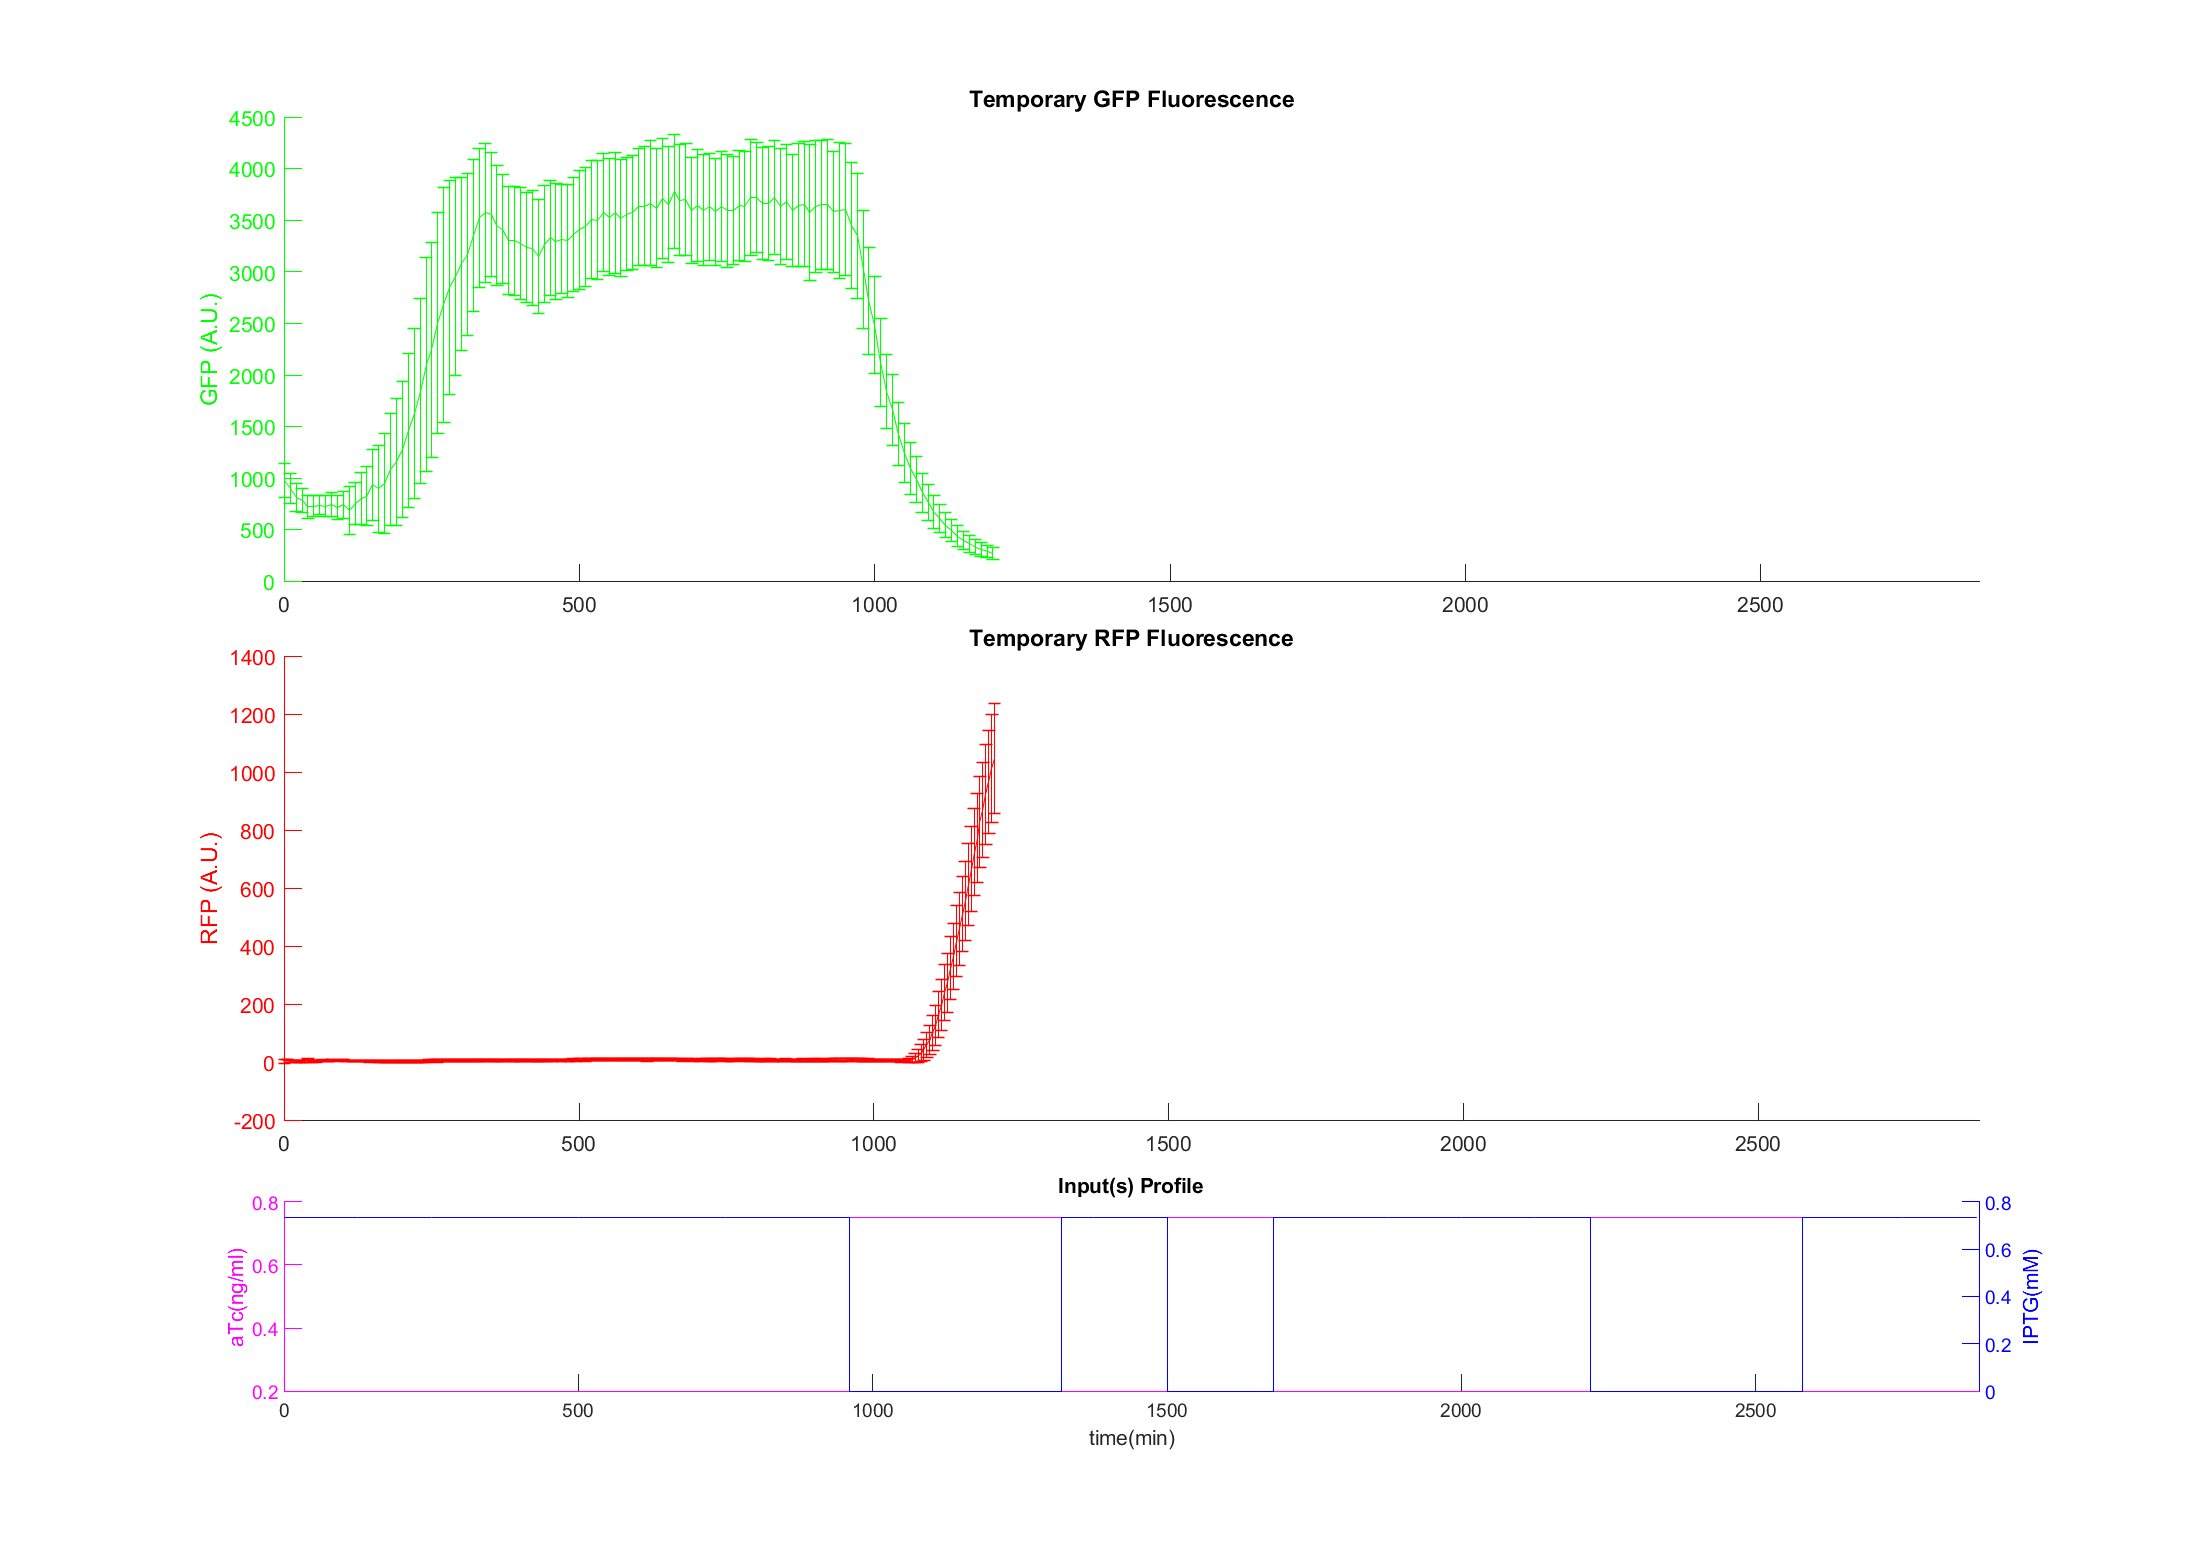 Temporary GFP Fluorescence
4500
4000
3500
3000
2500
2000
1500
1000
500
0
GFP (A.U.)
0 500 1000 1500 2000 2500
Temporary RFP Fluorescence
1400
1200
1000
800
600
400
200
0
-200
RFP (A.U.)
0 500 1000 1500 2000 2500
Input(s) Profile
0.8
0.6
0.4
0.2
aTc(ng/ml)
0.8
0.6
0.4
0.2
0
IPTG(mM)
0 500 1000 1500 2000 2500
time(min)